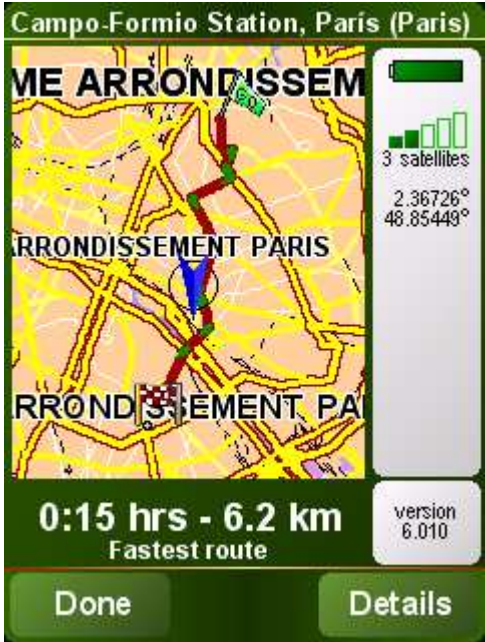 Campo-Formio Station, París (Paris)
ME ARRONDISSEM
GO!
3 satellites
2.36726°
48.85449°
ARRONDISSEMENT PARIS
RRONDISSEMENT PA
0:15 hrs - 6.2 km
Fastest route
version
6.010
Done
Details